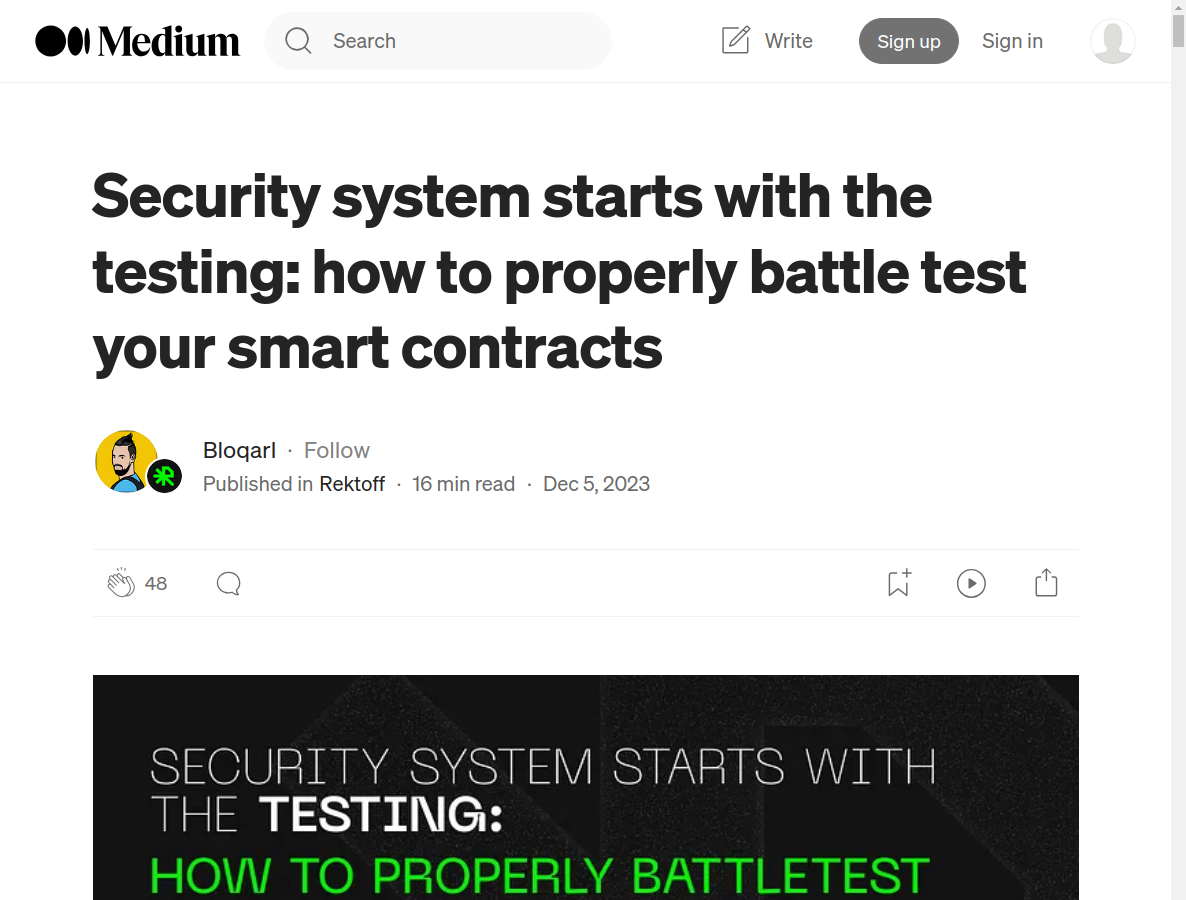 Medium
Search
Write
Sign up
Sign in
Security system starts with the
testing: how to properly battle test
your smart contracts
Bloqarl · Follow
Published in Rektoff · 16 min read · Dec 5, 2023
48
SECURITY SYSTEM STARTS WITH
THE TESTING:
HOW TO PROPERLY BATTLETEST